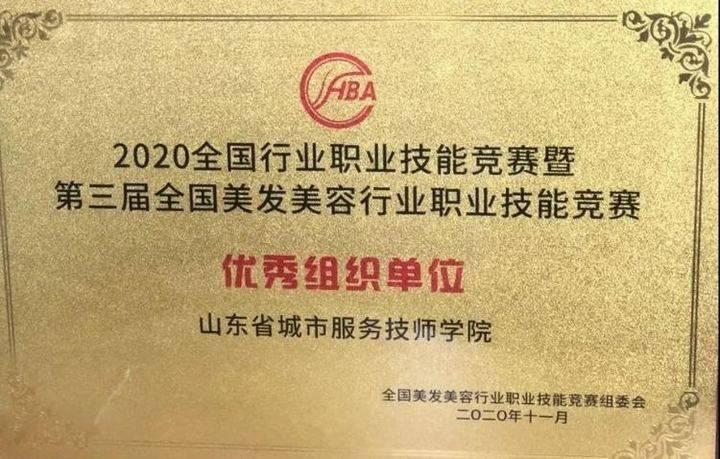 CHBA
2020全国行业职业技能竞赛暨
第三届全国美发美容行业职业技能竞赛
优秀组织单位
山东省城市服务技师学院
全国美发美容行业职业技能竞赛组委会
二〇二〇年十一月